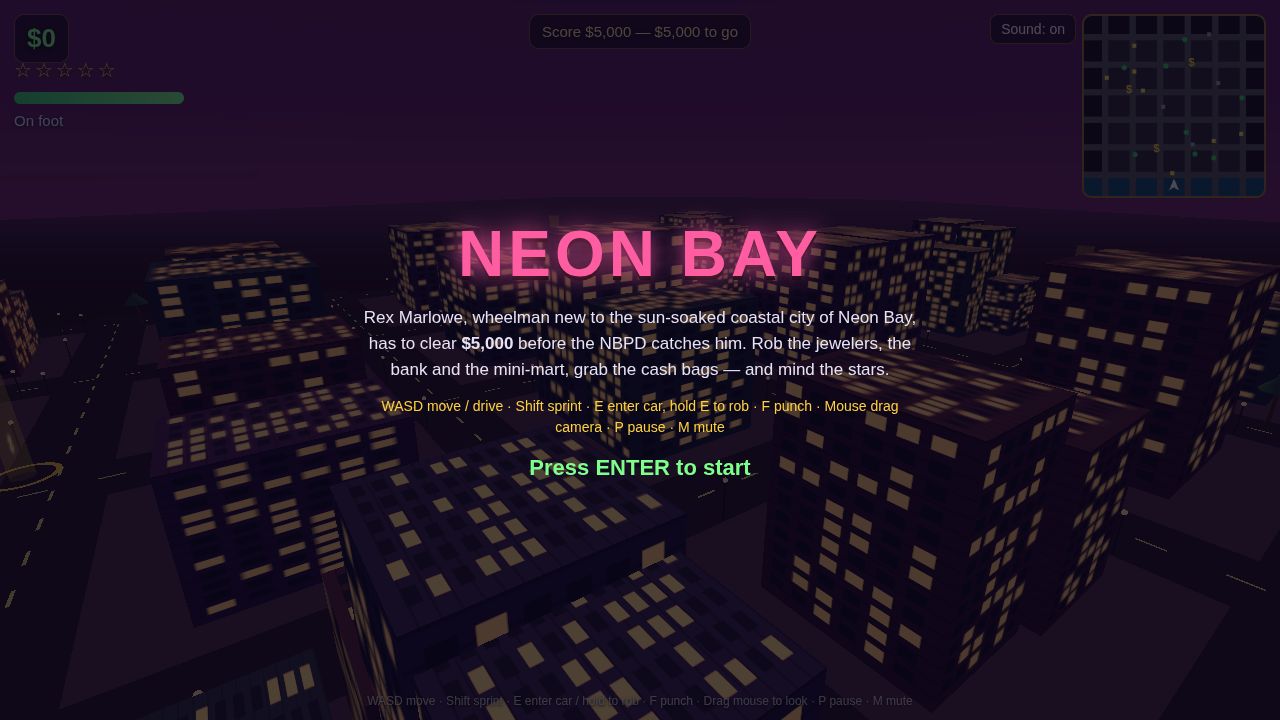 $0
Score $5,000 — $5,000 to go
Sound: on
☆☆☆☆☆
On foot
$
$
$
NEON BAY
Rex Marlowe, wheelman new to the sun-soaked coastal city of Neon Bay,
has to clear $5,000 before the NBPD catches him. Rob the jewelers, the
bank and the mini-mart, grab the cash bags — and mind the stars.
WASD move / drive · Shift sprint · E enter car, hold E to rob · F punch · Mouse drag
camera · P pause · M mute
Press ENTER to start
WASD move · Shift sprint · E enter car / hold to rob · F punch · Drag mouse to look · P pause · M mute